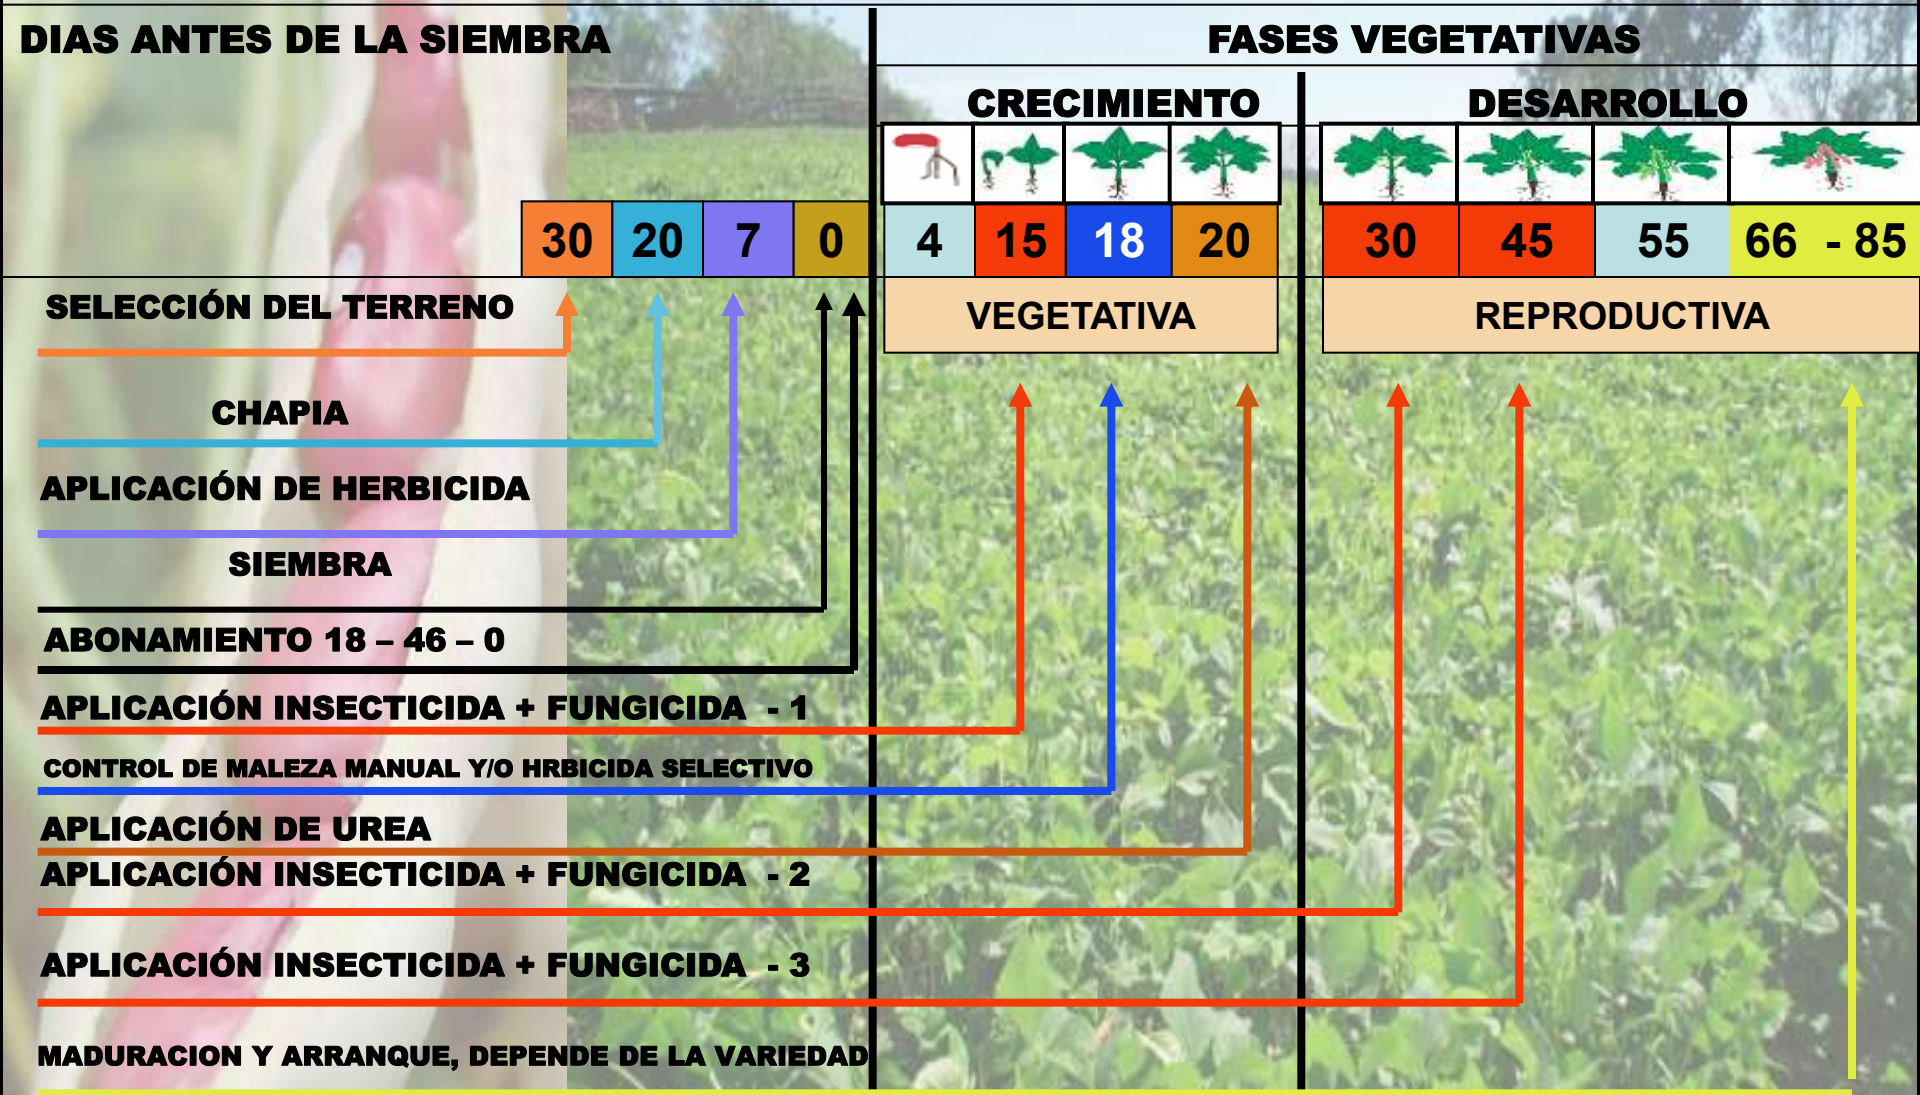 DIAS ANTES DE LA SIEMBRA
FASES VEGETATIVAS
CRECIMIENTO
DESARROLLO
30 20 7 0 4 15 18 20 30 45 55 66 - 85
SELECCIÓN DEL TERRENO
VEGETATIVA
REPRODUCTIVA
CHAPIA
APLICACIÓN DE HERBICIDA
SIEMBRA
ABONAMIENTO 18 – 46 – 0
APLICACIÓN INSECTICIDA + FUNGICIDA - 1
CONTROL DE MALEZA MANUAL Y/O HRBICIDA SELECTIVO
APLICACIÓN DE UREA
APLICACIÓN INSECTICIDA + FUNGICIDA - 2
APLICACIÓN INSECTICIDA + FUNGICIDA - 3
MADURACION Y ARRANQUE, DEPENDE DE LA VARIEDAD